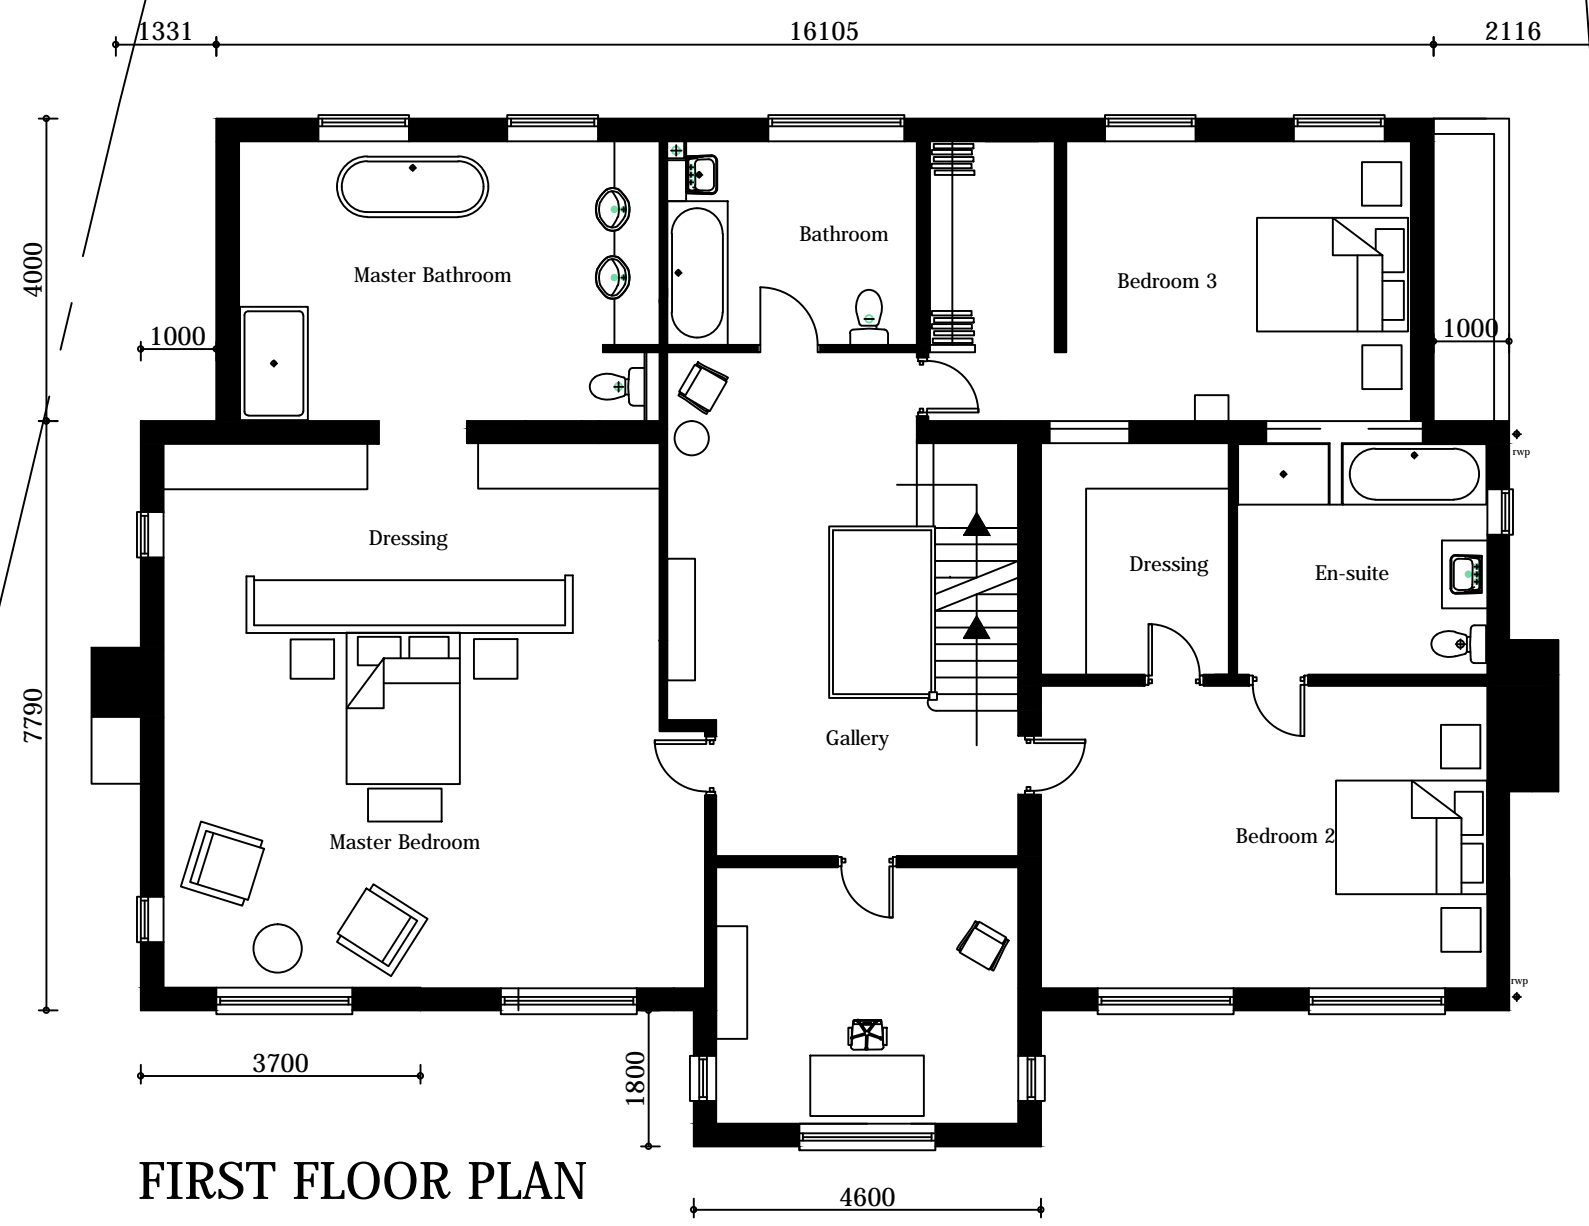 1331
16105
2116
4000
1000
1000
Bathroom
Master Bathroom
Bedroom 3
rwp
Dressing
Dressing
En-suite
7790
Gallery
Master Bedroom
Bedroom 2
rwp
3700
1800
FIRST FLOOR PLAN
4600